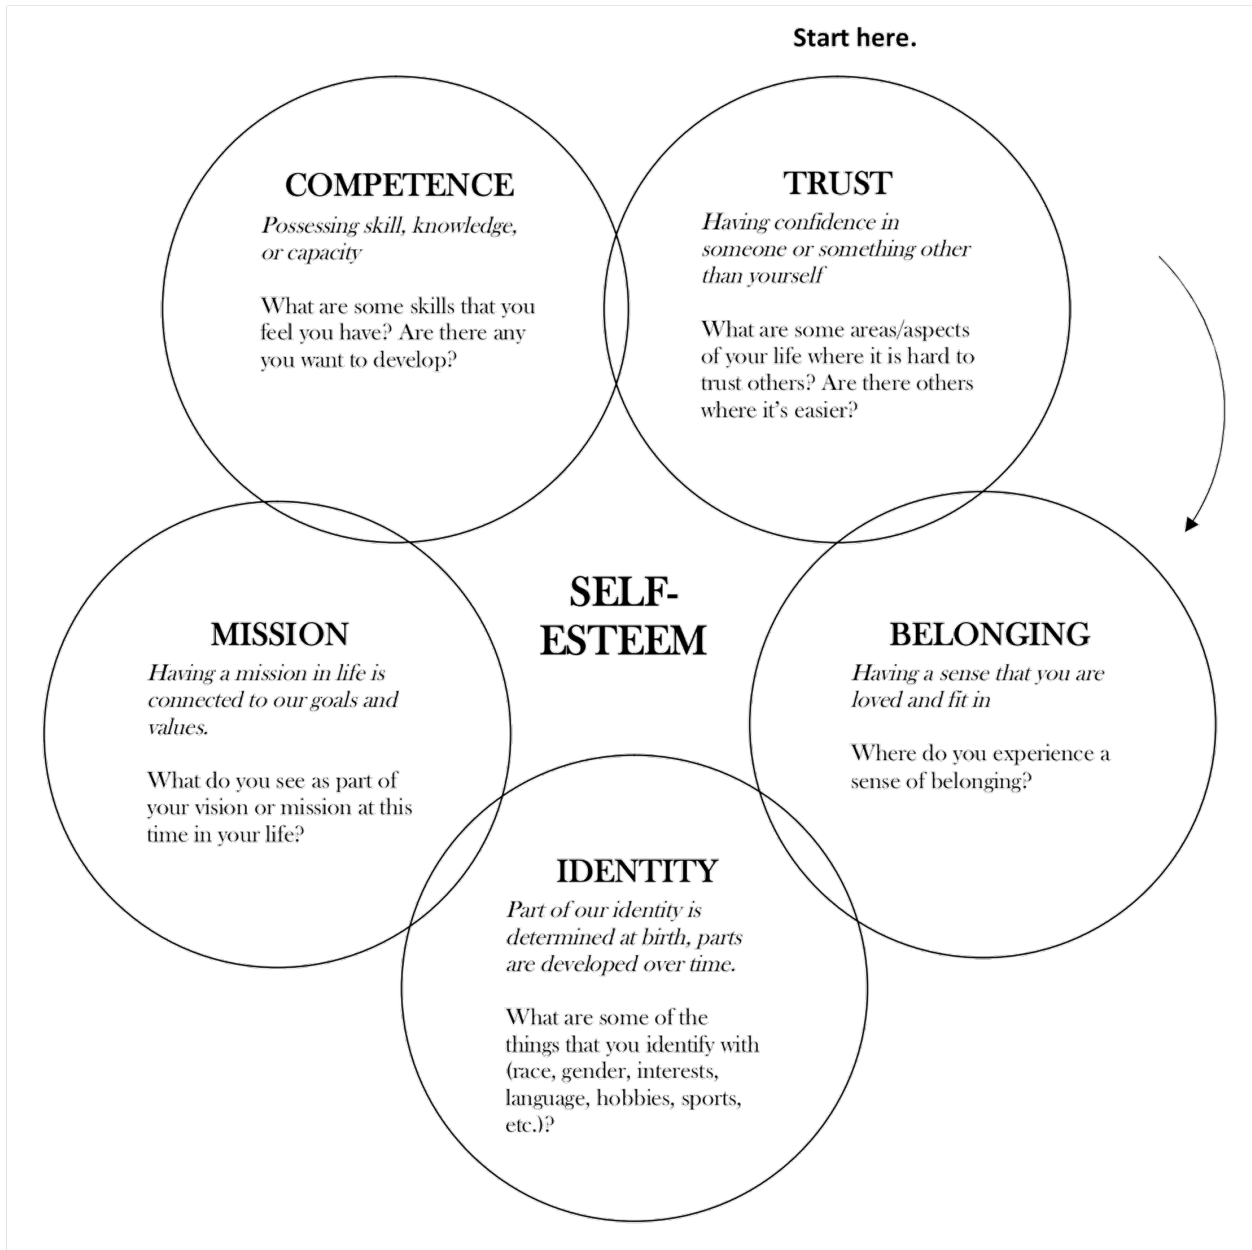 Start here.
TRUST
Having confidence in
someone or something other
than yourself
What are some areas/aspects
of your life where it is hard to
trust others? Are there others
where it’s easier?
BELONGING
Having a sense that you are
loved and fit in
Where do you experience a
sense of belonging?
IDENTITY
Part of our identity is
determined at birth, parts
are developed over time.
What are some of the
things that you identify with
(race, gender, interests,
language, hobbies, sports,
etc.)?
MISSION
Having a mission in life is
connected to our goals and
values.
What do you see as part of
your vision or mission at this
time in your life?
COMPETENCE
Possessing skill, knowledge,
or capacity
What are some skills that you
feel you have? Are there any
you want to develop?
SELF-
ESTEEM